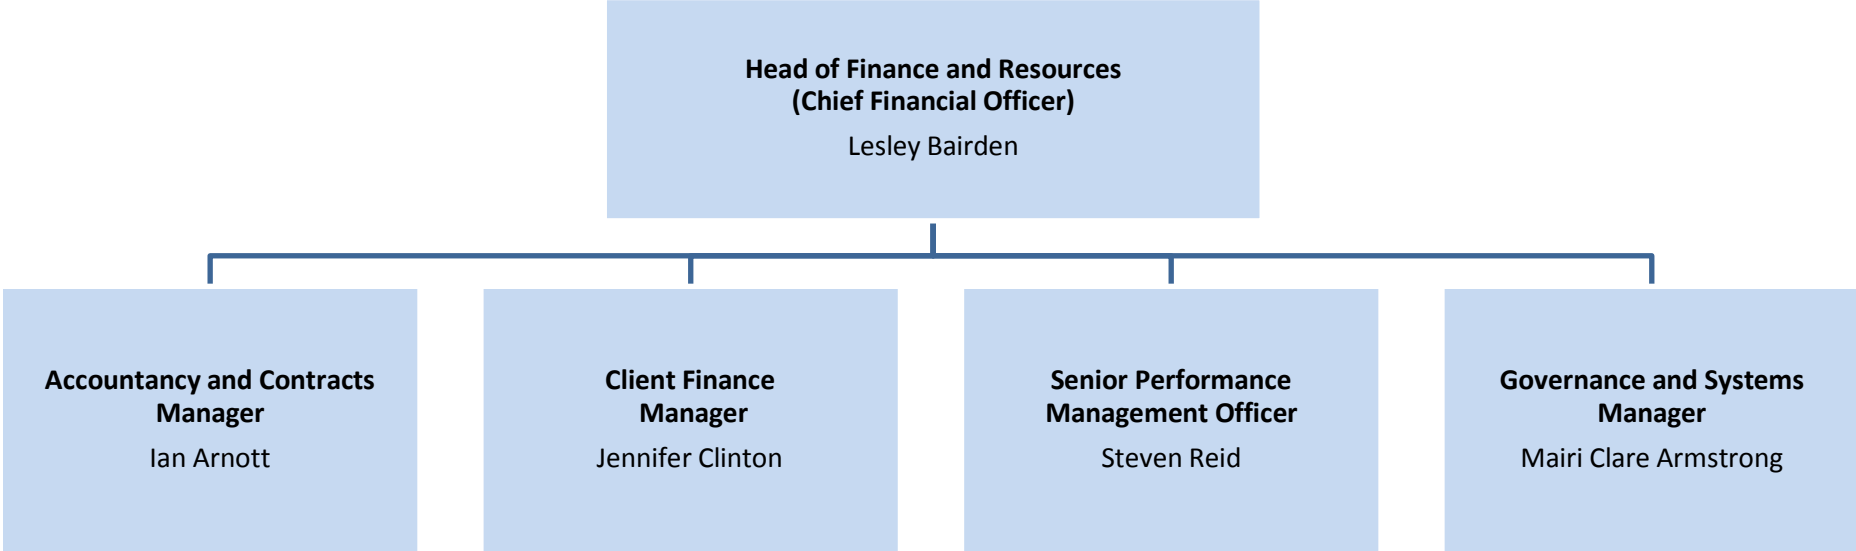 Head of Finance and Resources
(Chief Financial Officer)
Lesley Bairden
Accountancy and Contracts
Manager
Ian Arnott
Client Finance
Manager
Jennifer Clinton
Senior Performance
Management Officer
Steven Reid
Governance and Systems
Manager
Mairi Clare Armstrong